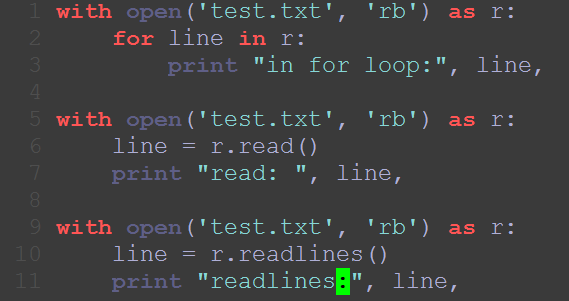 1 with open('test.txt', 'rb') as r:
2     for line in r:
3         print "in for loop:", line,
4
5 with open('test.txt', 'rb') as r:
6     line = r.read()
7     print "read: ", line,
8
9 with open('test.txt', 'rb') as r:
10     line = r.readlines()
11     print "readlines:", line,